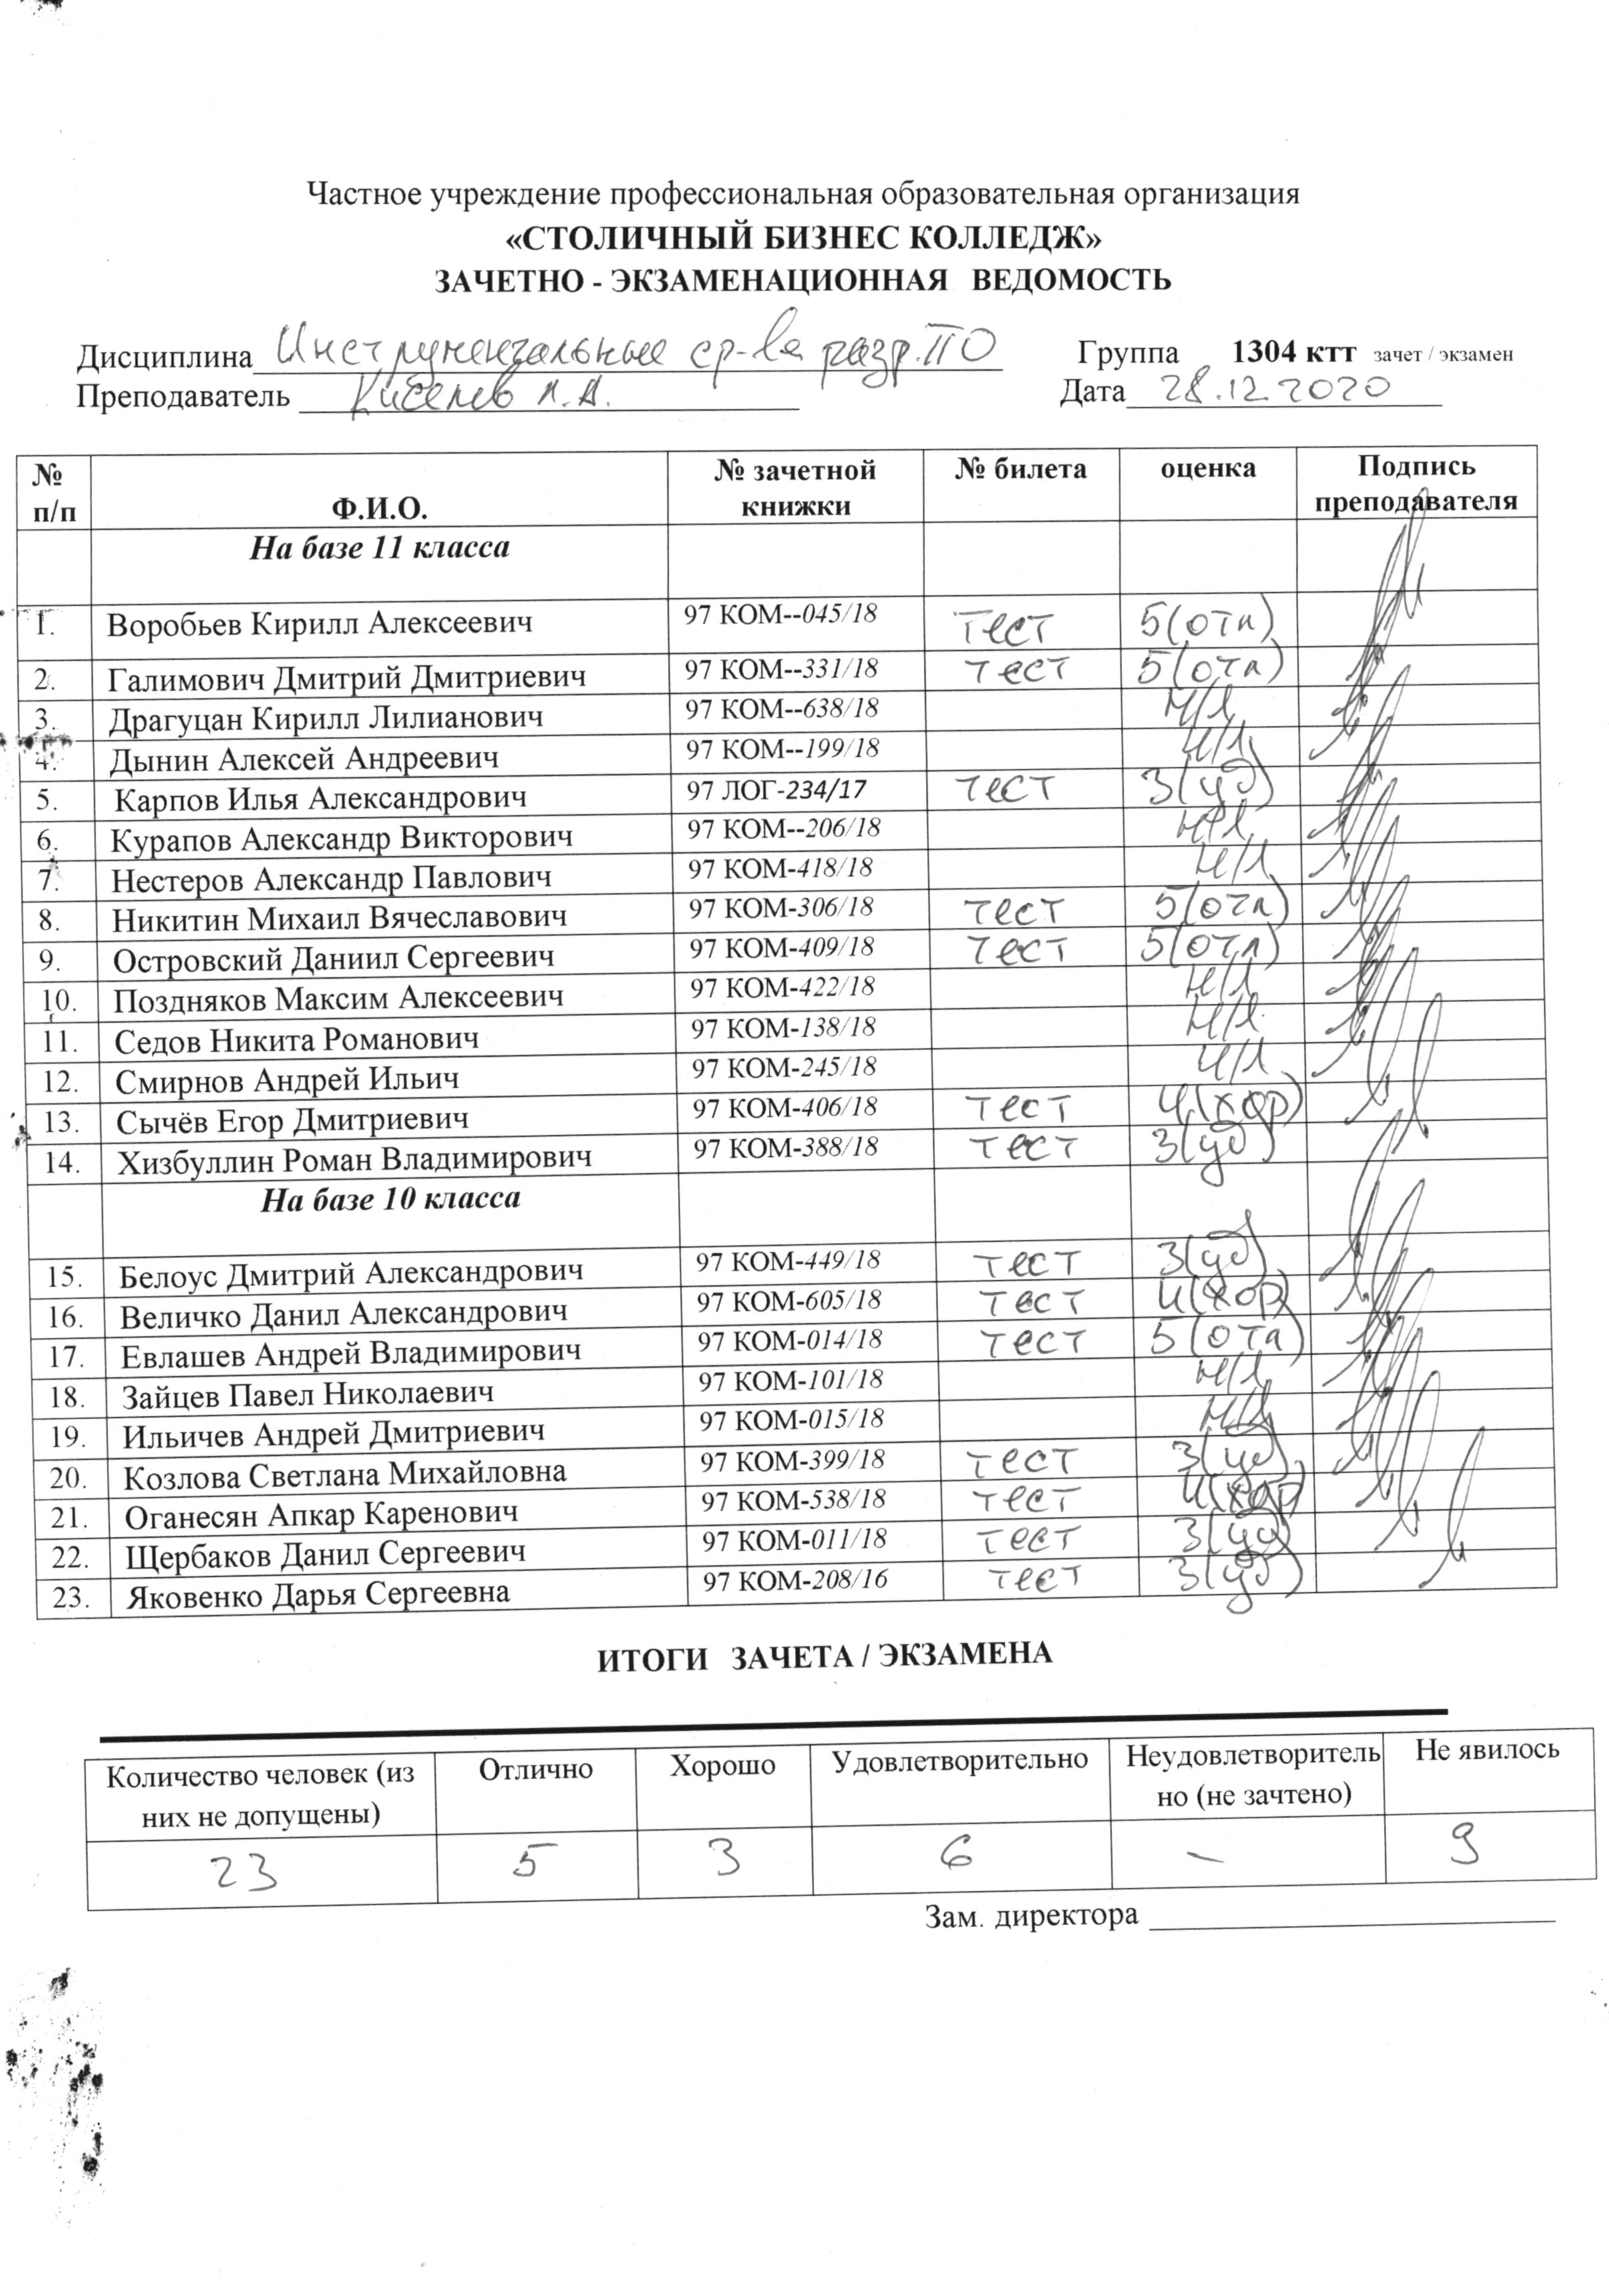 Частное учреждение профессиональная образовательная организация
«СТОЛИЧНЫЙ БИЗНЕС КОЛЛЕДЖ»
ЗАЧЕТНО - ЭКЗАМЕНАЦИОННАЯ ВЕДОМОСТЬ
Дисциплина Инструментальные ср-ва разр. ПО Группа 1304 ктт зачет / экзамен
Преподаватель Дата 28.12.2020
№ п/п Ф.И.О. № зачетной книжки № билета оценка Подпись преподавателя
На базе 11 класса
1. Воробьев Кирилл Алексеевич 97 КОМ--045/18 тест 5(отл)
2. Галимович Дмитрий Дмитриевич 97 КОМ--331/18 тест 5(отл)
3. Драгуцан Кирилл Лилианович 97 КОМ--638/18 н/я
4. Дынин Алексей Андреевич 97 КОМ--199/18 н/я
5. Карпов Илья Александрович 97 ЛОГ-234/17 тест 3(уд)
6. Курапов Александр Викторович 97 КОМ--206/18 н/я
7. Нестеров Александр Павлович 97 КОМ-418/18 н/я
8. Никитин Михаил Вячеславович 97 КОМ-306/18 тест 5(отл)
9. Островский Даниил Сергеевич 97 КОМ-409/18 тест 5(отл)
10. Поздняков Максим Алексеевич 97 КОМ-422/18 н/я
11. Седов Никита Романович 97 КОМ-138/18 н/я
12. Смирнов Андрей Ильич 97 КОМ-245/18 н/я
13. Сычёв Егор Дмитриевич 97 КОМ-406/18 тест 4(хор)
14. Хизбуллин Роман Владимирович 97 КОМ-388/18 тест 3(уд)
На базе 10 класса
15. Белоус Дмитрий Александрович 97 КОМ-449/18 тест 3(уд)
16. Величко Данил Александрович 97 КОМ-605/18 тест 4(хор)
17. Евлашев Андрей Владимирович 97 КОМ-014/18 тест 5(отл)
18. Зайцев Павел Николаевич 97 КОМ-101/18 н/я
19. Ильичев Андрей Дмитриевич 97 КОМ-015/18 н/я
20. Козлова Светлана Михайловна 97 КОМ-399/18 тест 3(уд)
21. Оганесян Апкар Каренович 97 КОМ-538/18 тест 4(хор)
22. Щербаков Данил Сергеевич 97 КОМ-011/18 тест 3(уд)
23. Яковенко Дарья Сергеевна 97 КОМ-208/16 тест 3(уд)
ИТОГИ ЗАЧЕТА / ЭКЗАМЕНА
Количество человек (из них не допущены) Отлично Хорошо Удовлетворительно Неудовлетворитель но (не зачтено) Не явилось
23 5 3 6 – 9
Зам. директора